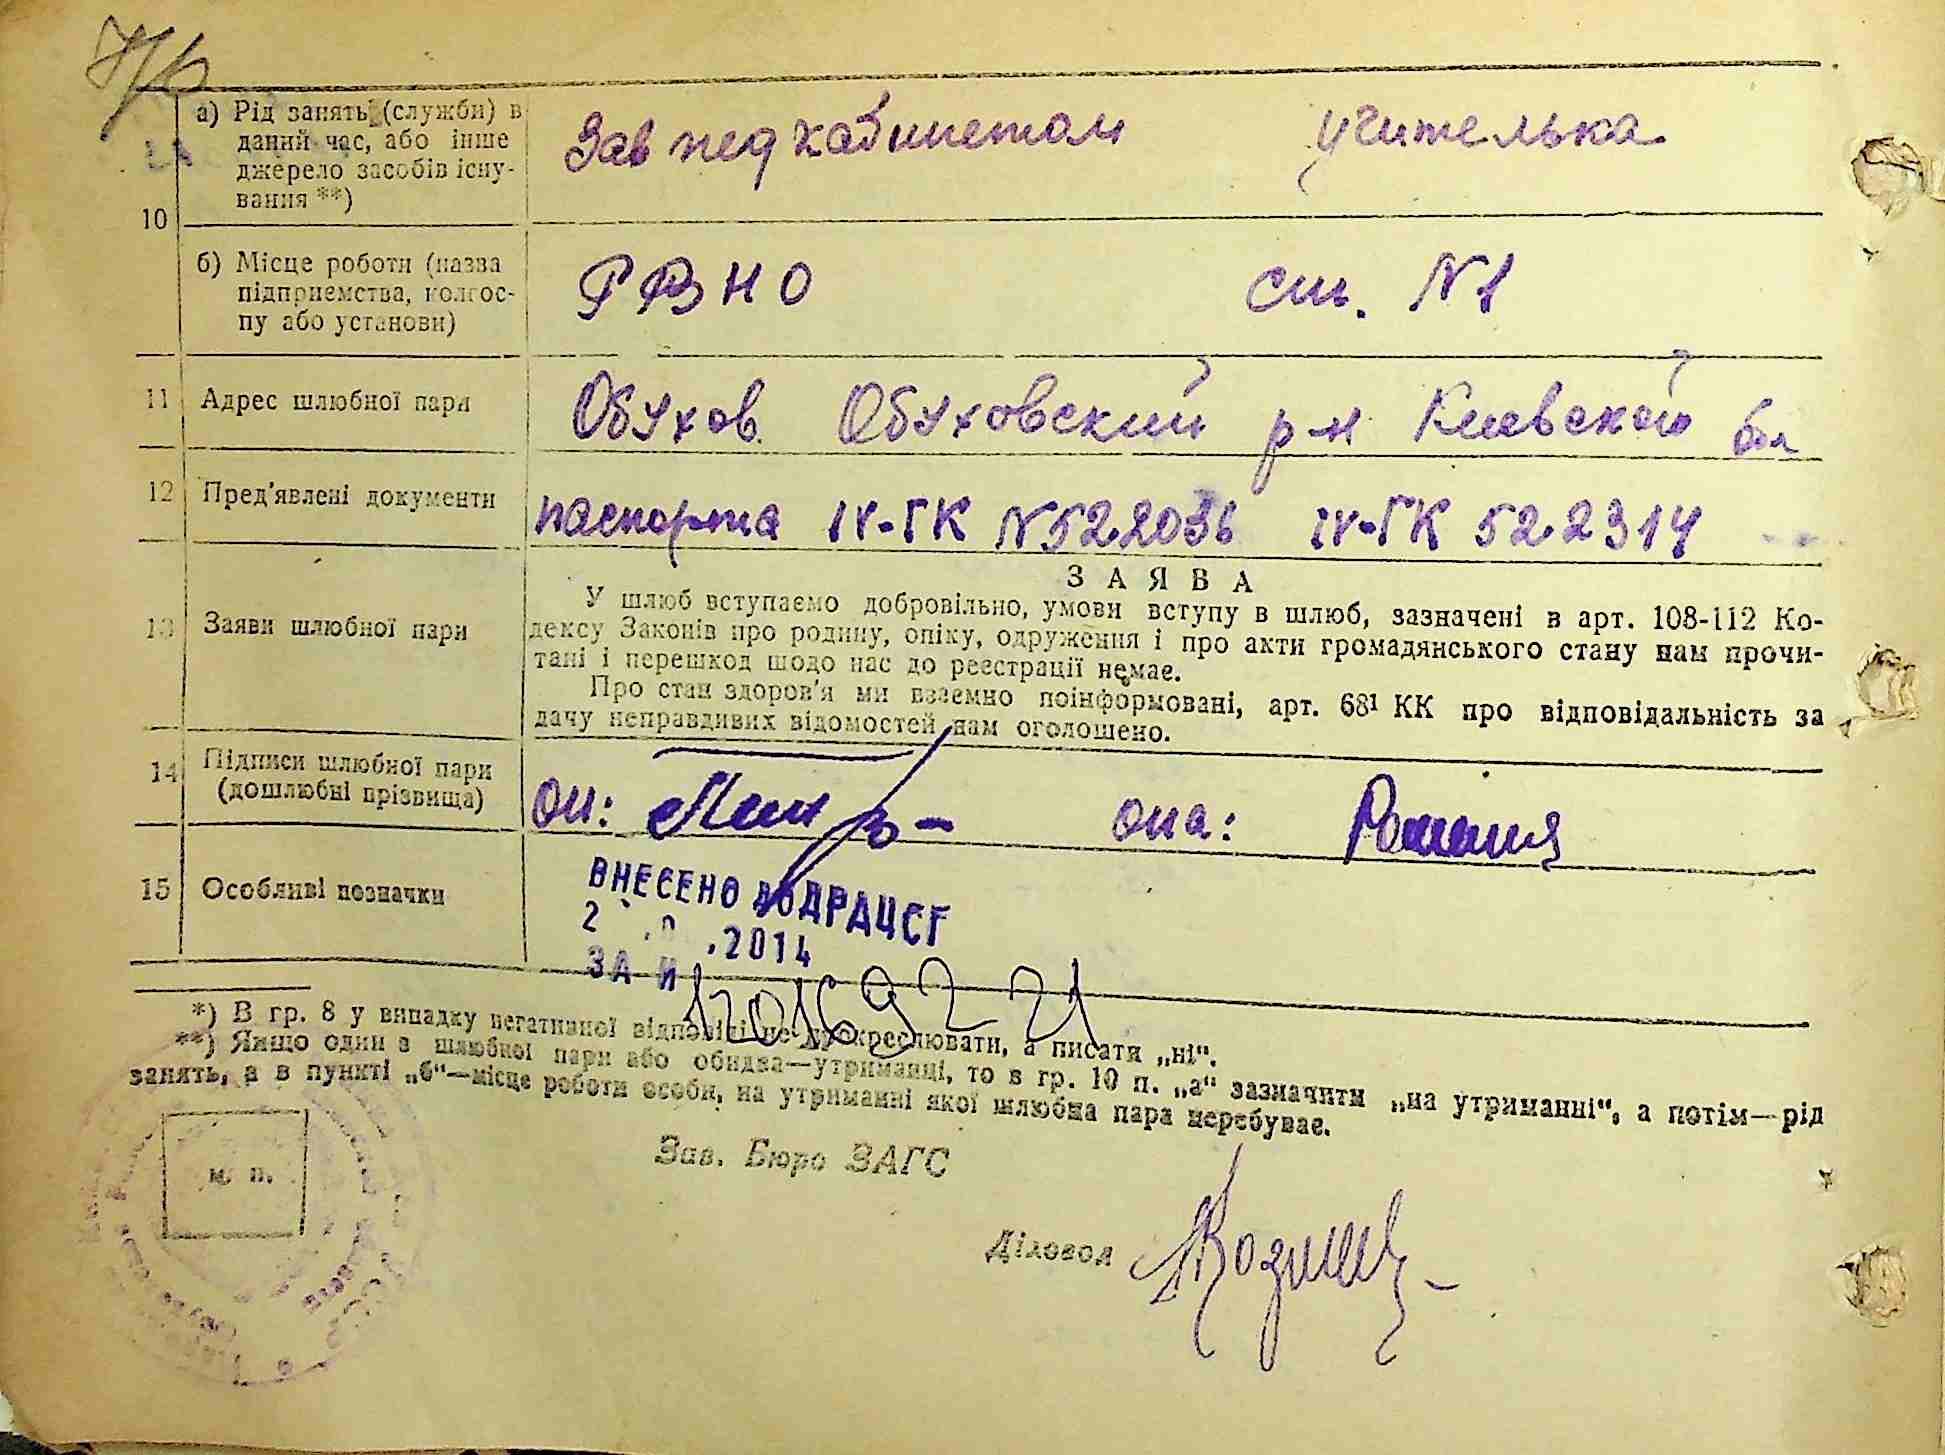 а) Рід занять (служби) в
даний час, або інше
джерело засобів існу-
вання **)
Зав педкабинетом учителька
10
б) Місце роботи (назва
підприємства, колгос-
пу або установи)
РВНО сш. №1
11 Адрес шлюбної пари
Обухов Обуховский р-н Киевской обл
12 Пред'явлені документи
паспорта IV-ГК №522036 IV-ГК 522314
13 Заяви шлюбної пари
ЗАЯВА
У шлюб вступаємо добровільно, умови вступу в шлюб, зазначені в арт. 108-112 Ко-
дексу Законів про родину, опіку, одруження і про акти громадянського стану нам прочи-
тані і перешкод щодо нас до реєстрації немає.
Про стан здоров'я ми взаємно поінформовані, арт. 68¹ КК про відповідальність за
дачу неправдивих відомостей нам оголошено.
14 Підписи шлюбної пари
(дошлюбні прізвища)
он: она:
15 Особливі позначки
ВНЕСЕНО ДО ДРАЦСГ
2 .2014
ЗА №
1201692 21
*) В гр. 8 у випадку негативної відповіді не підкреслювати, а писати „ні“.
**) Якщо один з шлюбної пари або обидва—утриманці, то в гр. 10 п. „а“ зазначити „на утриманні“, а потім—рід
занять, а в пункті „б“—місце роботи особи, на утриманні якої шлюбна пара перебуває.
Зав. Бюро ЗАГС
м. п.
Діловод